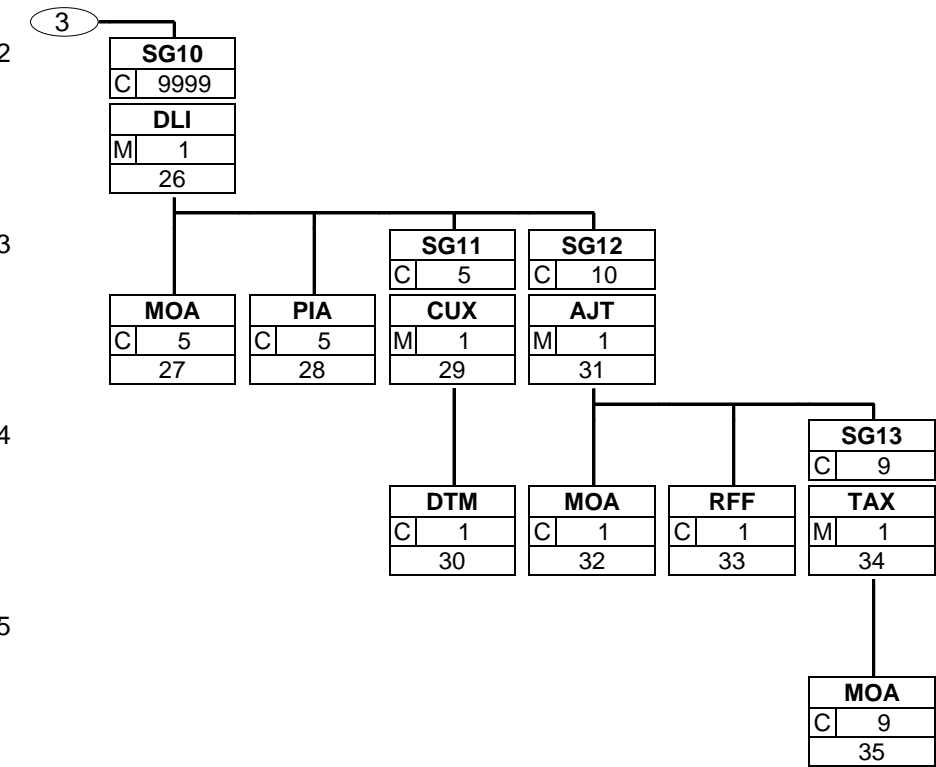 3
2
SG10
C 9999
DLI
M 1
26
3
SG11 SG12
C 5 C 10
MOA PIA CUX AJT
C 5 C 5 M 1 M 1
27 28 29 31
4
SG13
C 9
DTM MOA RFF TAX
C 1 C 1 C 1 M 1
30 32 33 34
5
MOA
C 9
35